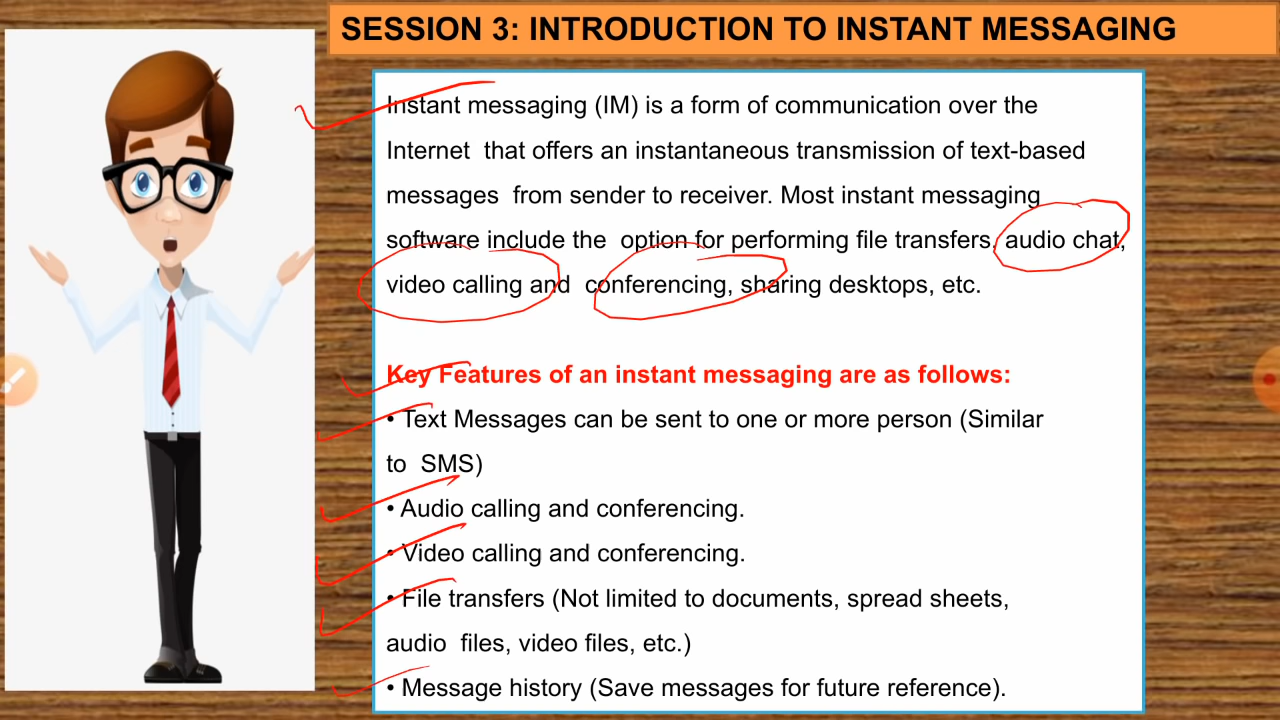 SESSION 3: INTRODUCTION TO INSTANT MESSAGING
Instant messaging (IM) is a form of communication over the
Internet that offers an instantaneous transmission of text-based
messages from sender to receiver. Most instant messaging
software include the option for performing file transfers, audio chat,
video calling and conferencing, sharing desktops, etc.
Key Features of an instant messaging are as follows:
• Text Messages can be sent to one or more person (Similar
to SMS)
• Audio calling and conferencing.
• Video calling and conferencing.
• File transfers (Not limited to documents, spread sheets,
audio files, video files, etc.)
• Message history (Save messages for future reference).